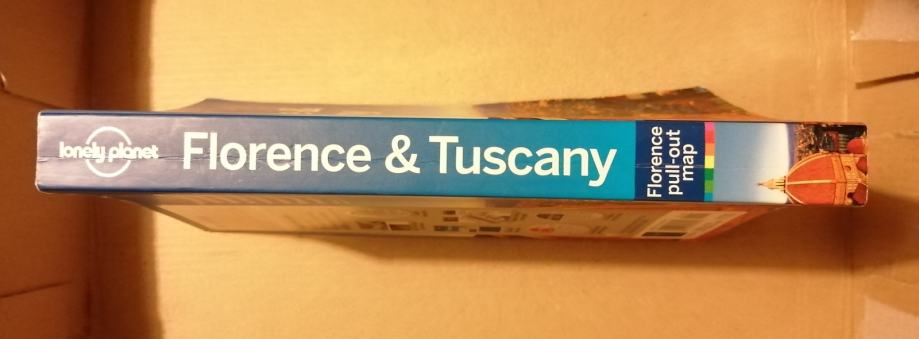 lonely planet
Florence & Tuscany
Florence
pull-out
map